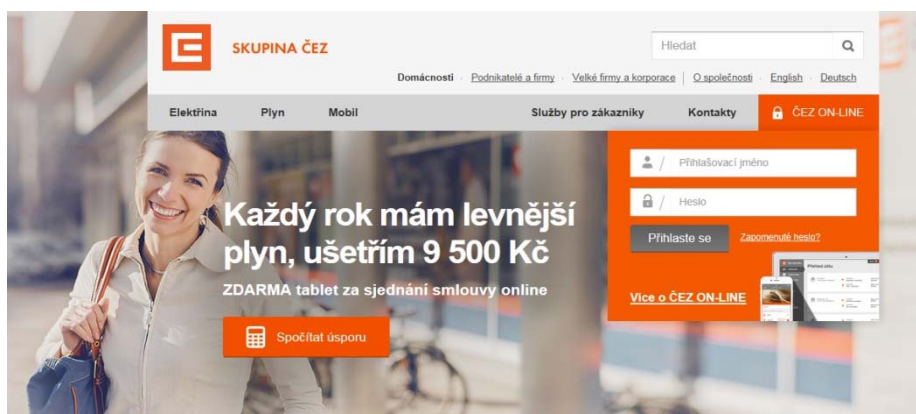 SKUPINA ČEZ
Hledat
Domácnosti Podnikatelé a firmy Velké firmy a korporace O společnosti English Deutsch
Elektřina Plyn Mobil Služby pro zákazníky Kontakty ČEZ ON-LINE
Přihlašovací jméno
Heslo
Přihlaste se Zapomenuté heslo?
Každý rok mám levnější
plyn, ušetřím 9 500 Kč
ZDARMA tablet za sjednání smlouvy online
Více o ČEZ ON-LINE
Spočítat úsporu